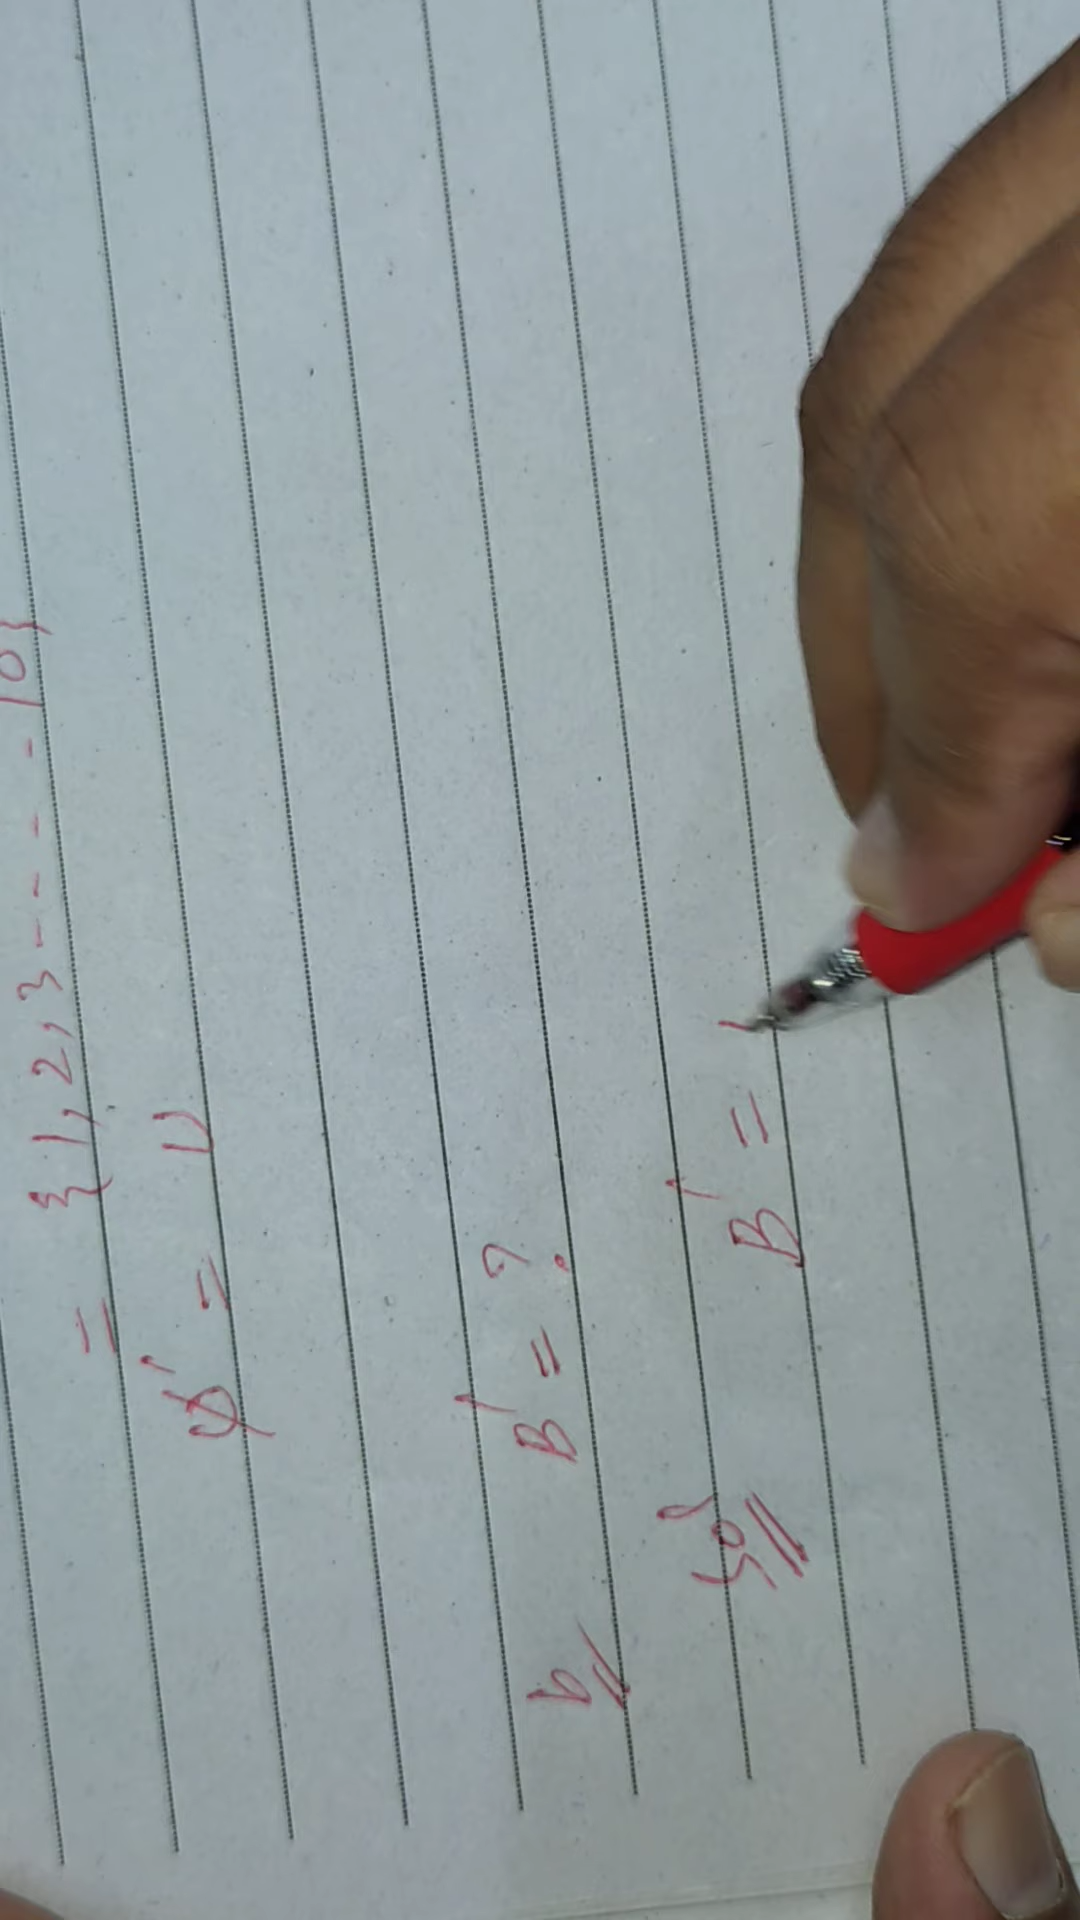 = {1, 2, 3 - - - - 10}
φ' = U
b B' = ?
Sol B' =